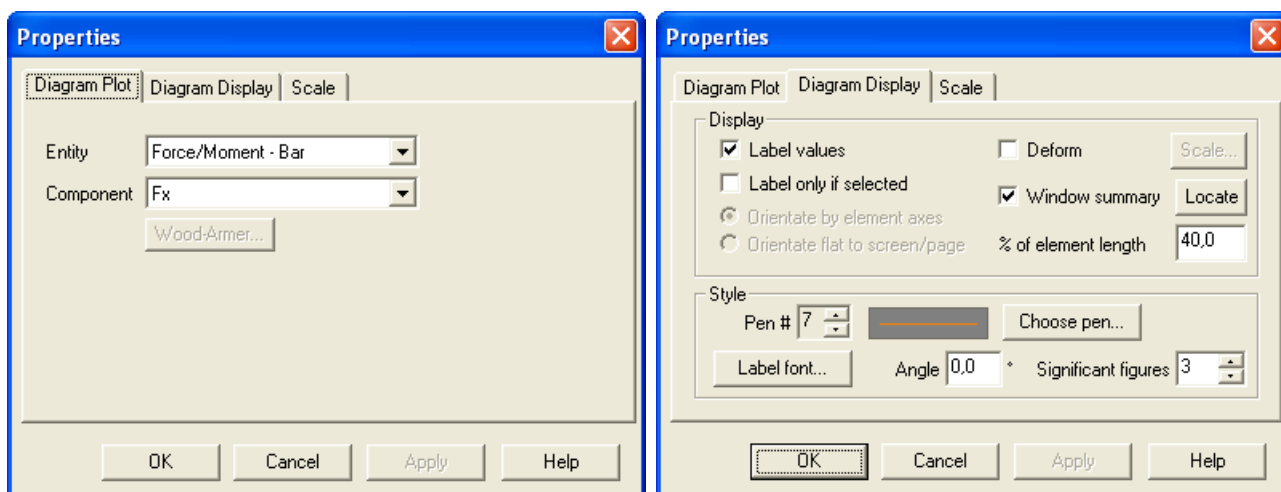 Properties
Diagram Plot Diagram Display Scale
Entity Force/Moment - Bar
Component Fx
Wood-Armer...
OK Cancel Apply Help
Properties
Diagram Plot Diagram Display Scale
Display
Label values Deform Scale...
Label only if selected
Window summary Locate
Orientate by element axes
Orientate flat to screen/page % of element length 40,0
Style
Pen # 7 Choose pen...
Label font... Angle 0,0 ° Significant figures 3
OK Cancel Apply Help